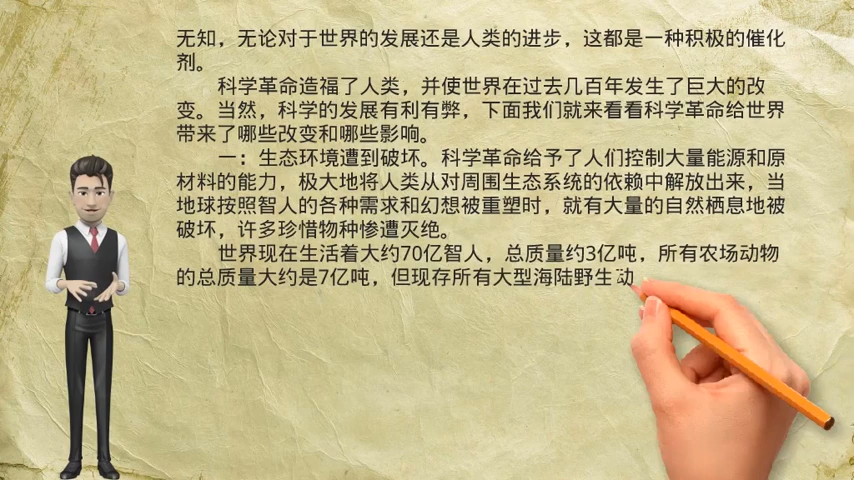 无知，无论对于世界的发展还是人类的进步，这都是一种积极的催化
剂。
科学革命造福了人类，并使世界在过去几百年发生了巨大的改
变。当然，科学的发展有利有弊，下面我们就来看看科学革命给世界
带来了哪些改变和哪些影响。
一：生态环境遭到破坏。科学革命给予了人们控制大量能源和原
材料的能力，极大地将人类从对周围生态系统的依赖中解放出来，当
地球按照智人的各种需求和幻想被重塑时，就有大量的自然栖息地被
破坏，许多珍惜物种惨遭灭绝。
世界现在生活着大约70亿智人，总质量约3亿吨，所有农场动物
的总质量大约是7亿吨，但现存所有大型海陆野生动